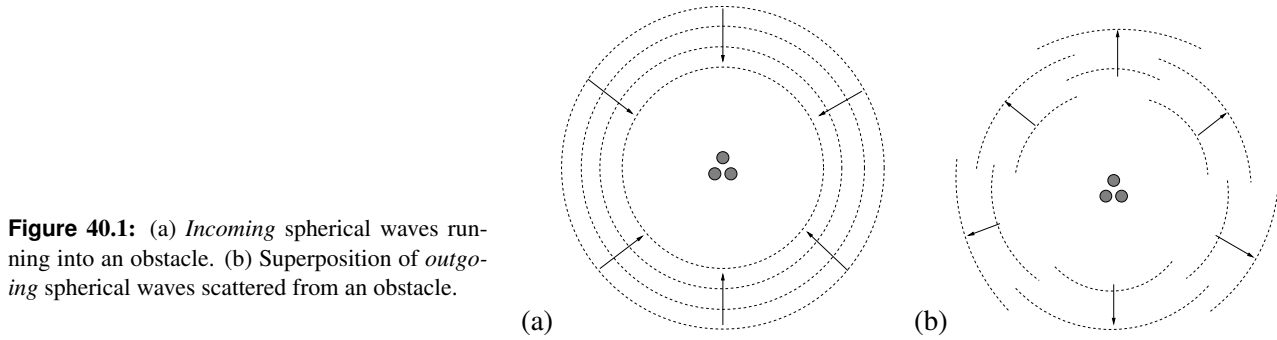 Figure 40.1: (a) Incoming spherical waves run-
ning into an obstacle. (b) Superposition of outgo-
ing spherical waves scattered from an obstacle.
(a)
(b)